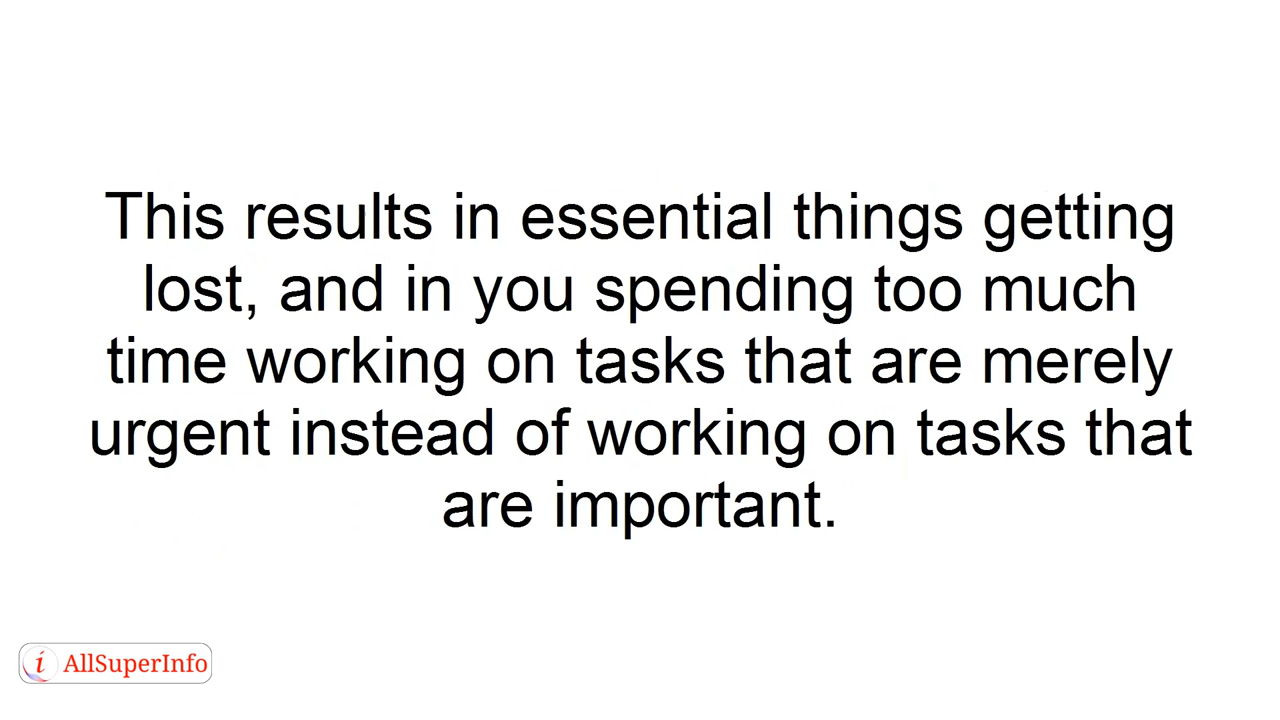 This results in essential things getting
lost, and in you spending too much
time working on tasks that are merely
urgent instead of working on tasks that
are important.
i AllSuperInfo